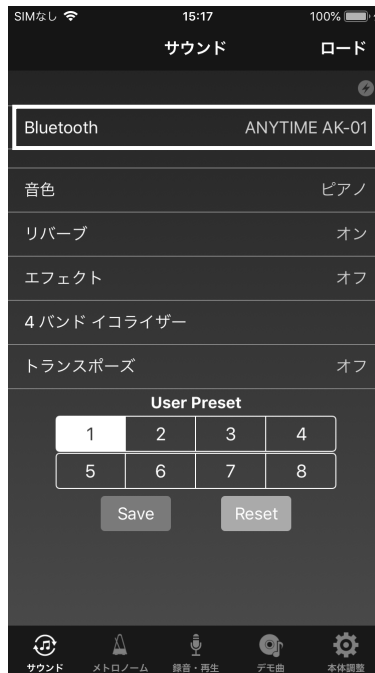 SIMなし 15:17 100%
サウンド ロード
Bluetooth ANYTIME AK-01
音色 ピアノ
リバーブ オン
エフェクト オフ
4 バンド イコライザー
トランスポーズ オフ
User Preset
1 2 3 4
5 6 7 8
Save Reset
サウンド メトロノーム 録音・再生 デモ曲 本体調整